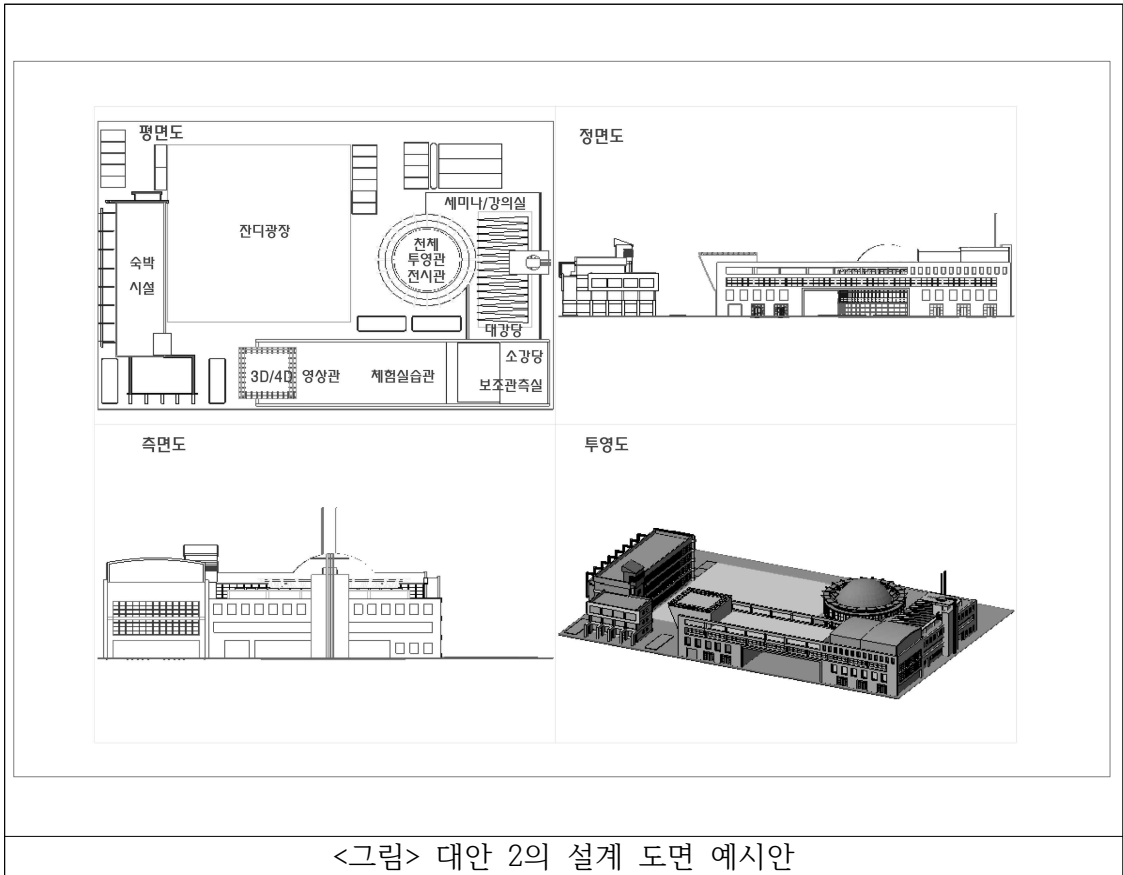 평면도
정면도
세미나/강의실
잔디광장
천체
투영관
전시관
숙박
시설
대강당
소강당
3D/4D 영상관
체험실습관
보조관측실
측면도
투영도
<그림> 대안 2의 설계 도면 예시안